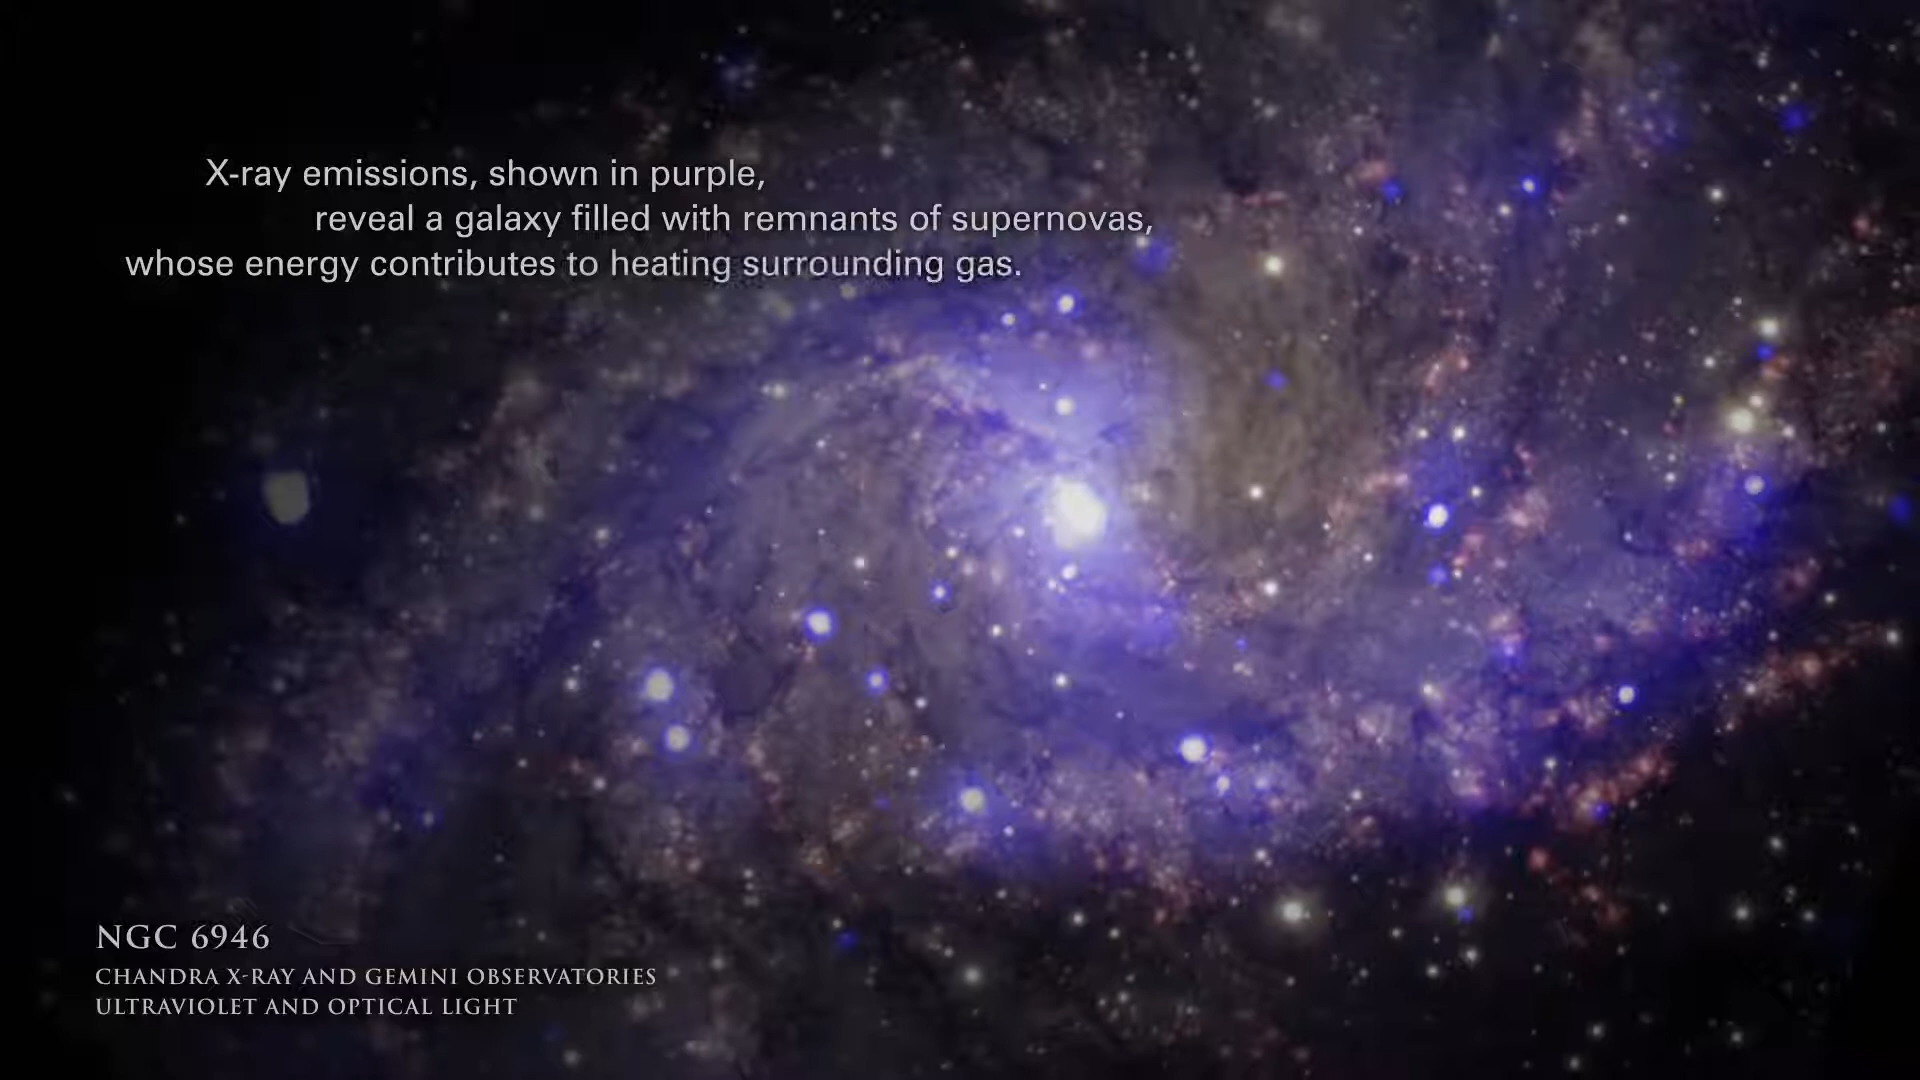 X-ray emissions, shown in purple,
reveal a galaxy filled with remnants of supernovas,
whose energy contributes to heating surrounding gas.
NGC 6946
CHANDRA X-RAY AND GEMINI OBSERVATORIES
ULTRAVIOLET AND OPTICAL LIGHT